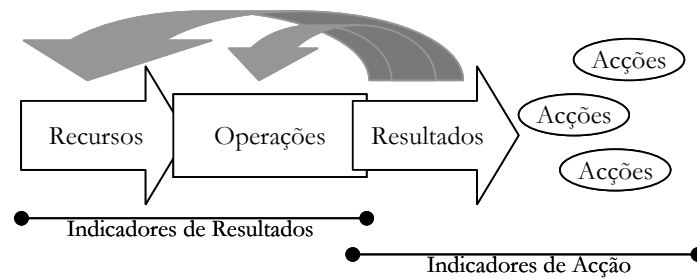 Acções
Acções
Recursos
Operações
Resultados
Acções
Indicadores de Resultados
Indicadores de Acção